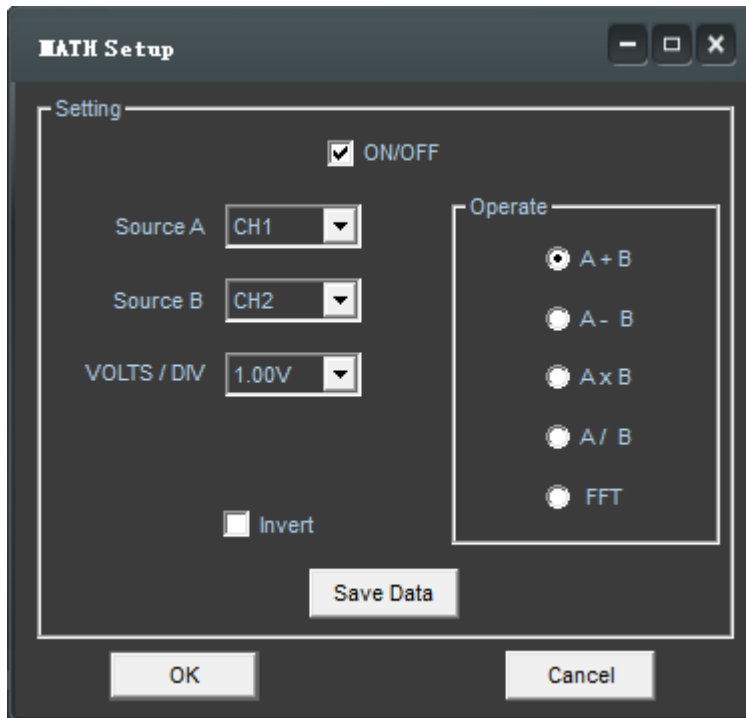 MATH Setup
Setting
ON/OFF
Source A CH1
Operate
A + B
Source B CH2
A - B
VOLTS / DIV 1.00V
A x B
A / B
FFT
Invert
Save Data
OK Cancel